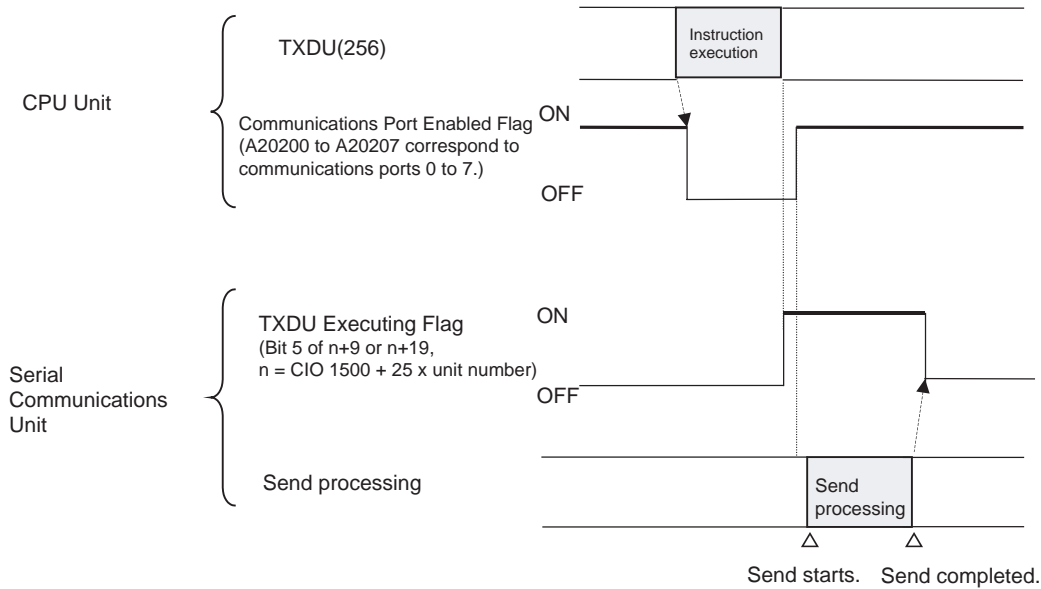 CPU Unit
TXDU(256)
Instruction
execution
Communications Port Enabled Flag
(A20200 to A20207 correspond to
communications ports 0 to 7.)
ON
OFF
Serial
Communications
Unit
TXDU Executing Flag
(Bit 5 of n+9 or n+19,
n = CIO 1500 + 25 x unit number)
ON
OFF
Send processing
Send
processing
Send starts.
Send completed.